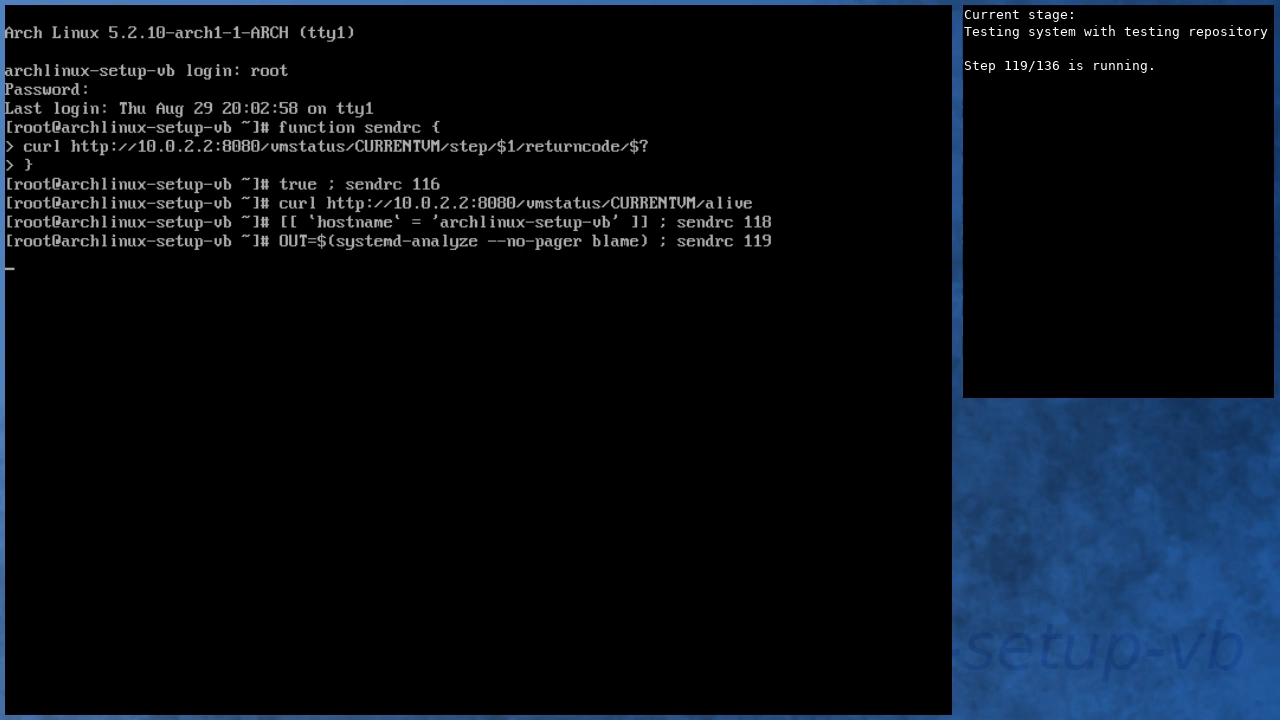 Arch Linux 5.2.10-arch1-1-ARCH (tty1)
archlinux-setup-vb login: root
Password:
Last login: Thu Aug 29 20:02:58 on tty1
[root@archlinux-setup-vb ~]# function sendrc {
> curl http://10.0.2.2:8080/vmstatus/CURRENTVM/step/$1/returncode/$?
> }
[root@archlinux-setup-vb ~]# true ; sendrc 116
[root@archlinux-setup-vb ~]# curl http://10.0.2.2:8080/vmstatus/CURRENTVM/alive
[root@archlinux-setup-vb ~]# [[ `hostname` = 'archlinux-setup-vb' ]] ; sendrc 118
[root@archlinux-setup-vb ~]# OUT=$(systemd-analyze --no-pager blame) ; sendrc 119
_
Current stage:
Testing system with testing repository
Step 119/136 is running.
-setup-vb